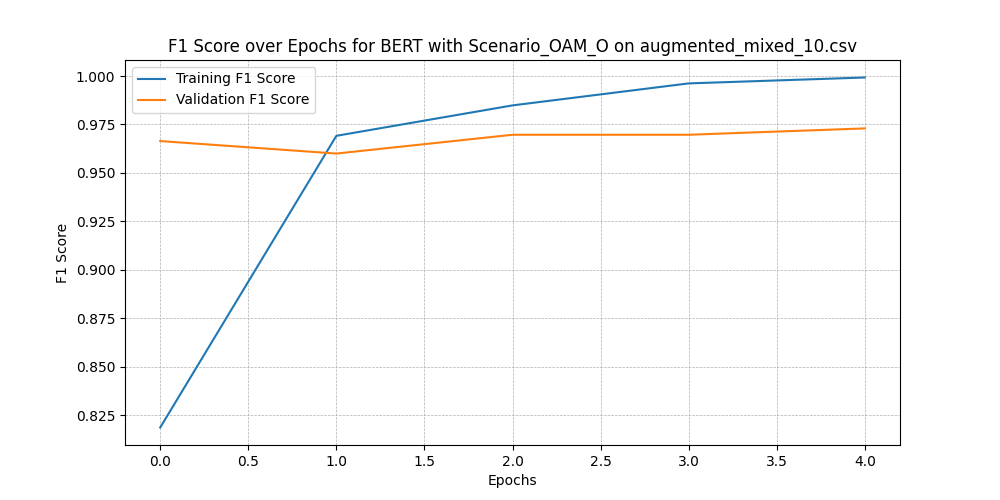 F1 Score over Epochs for BERT with Scenario_OAM_O on augmented_mixed_10.csv
Training F1 Score
Validation F1 Score
F1 Score
1.000
0.975
0.950
0.925
0.900
0.875
0.850
0.825
0.0 0.5 1.0 1.5 2.0 2.5 3.0 3.5 4.0
Epochs